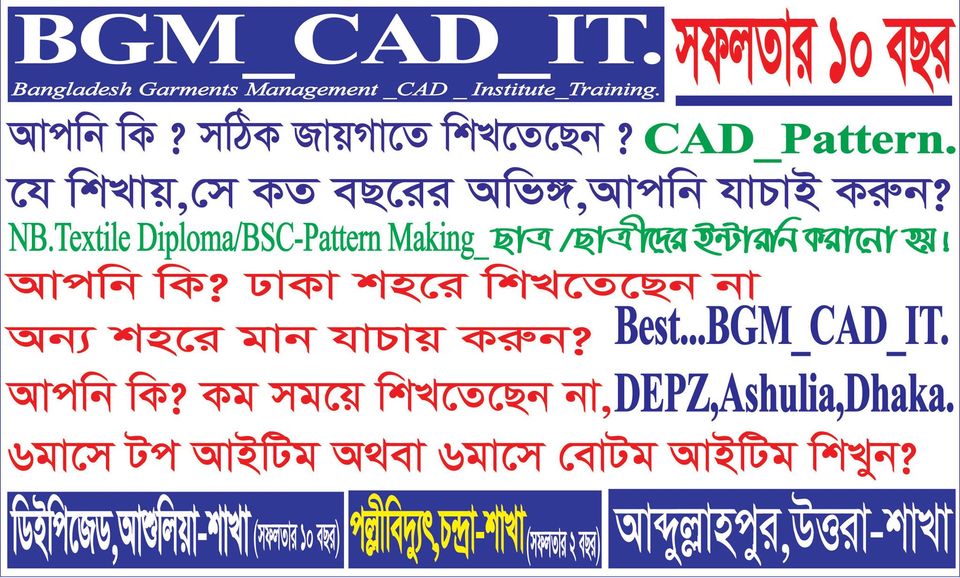 BGM_CAD_IT.
Bangladesh Garments Management _CAD _ Institute_Training.
সফলতার ১০ বছর
আপনি কি ? সঠিক জায়গাতে শিখতেছেন ? CAD_Pattern.
যে শিখায়,সে কত বছরের অভিঙ্গ,আপনি যাচাই করুন?
NB.Textile Diploma/BSC-Pattern Making_ছাত্র /ছাত্রীদের ইন্টারনি করানো হয়।
আপনি কি? ঢাকা শহরে শিখতেছেন না
অন্য শহরে মান যাচায় করুন? Best...BGM_CAD_IT.
আপনি কি? কম সময়ে শিখতেছেন না,DEPZ,Ashulia,Dhaka.
৬মাসে টপ আইটিম অথবা ৬মাসে বোটম আইটিম শিখুন?
ডিইপিজেড,আশুলিয়া-শাখা (সফলতার ১০ বছর) পল্লীবিদ্যুৎ,চন্দ্রা-শাখা (সফলতার ২ বছর) আব্দুল্লাহপুর,উত্তরা-শাখা